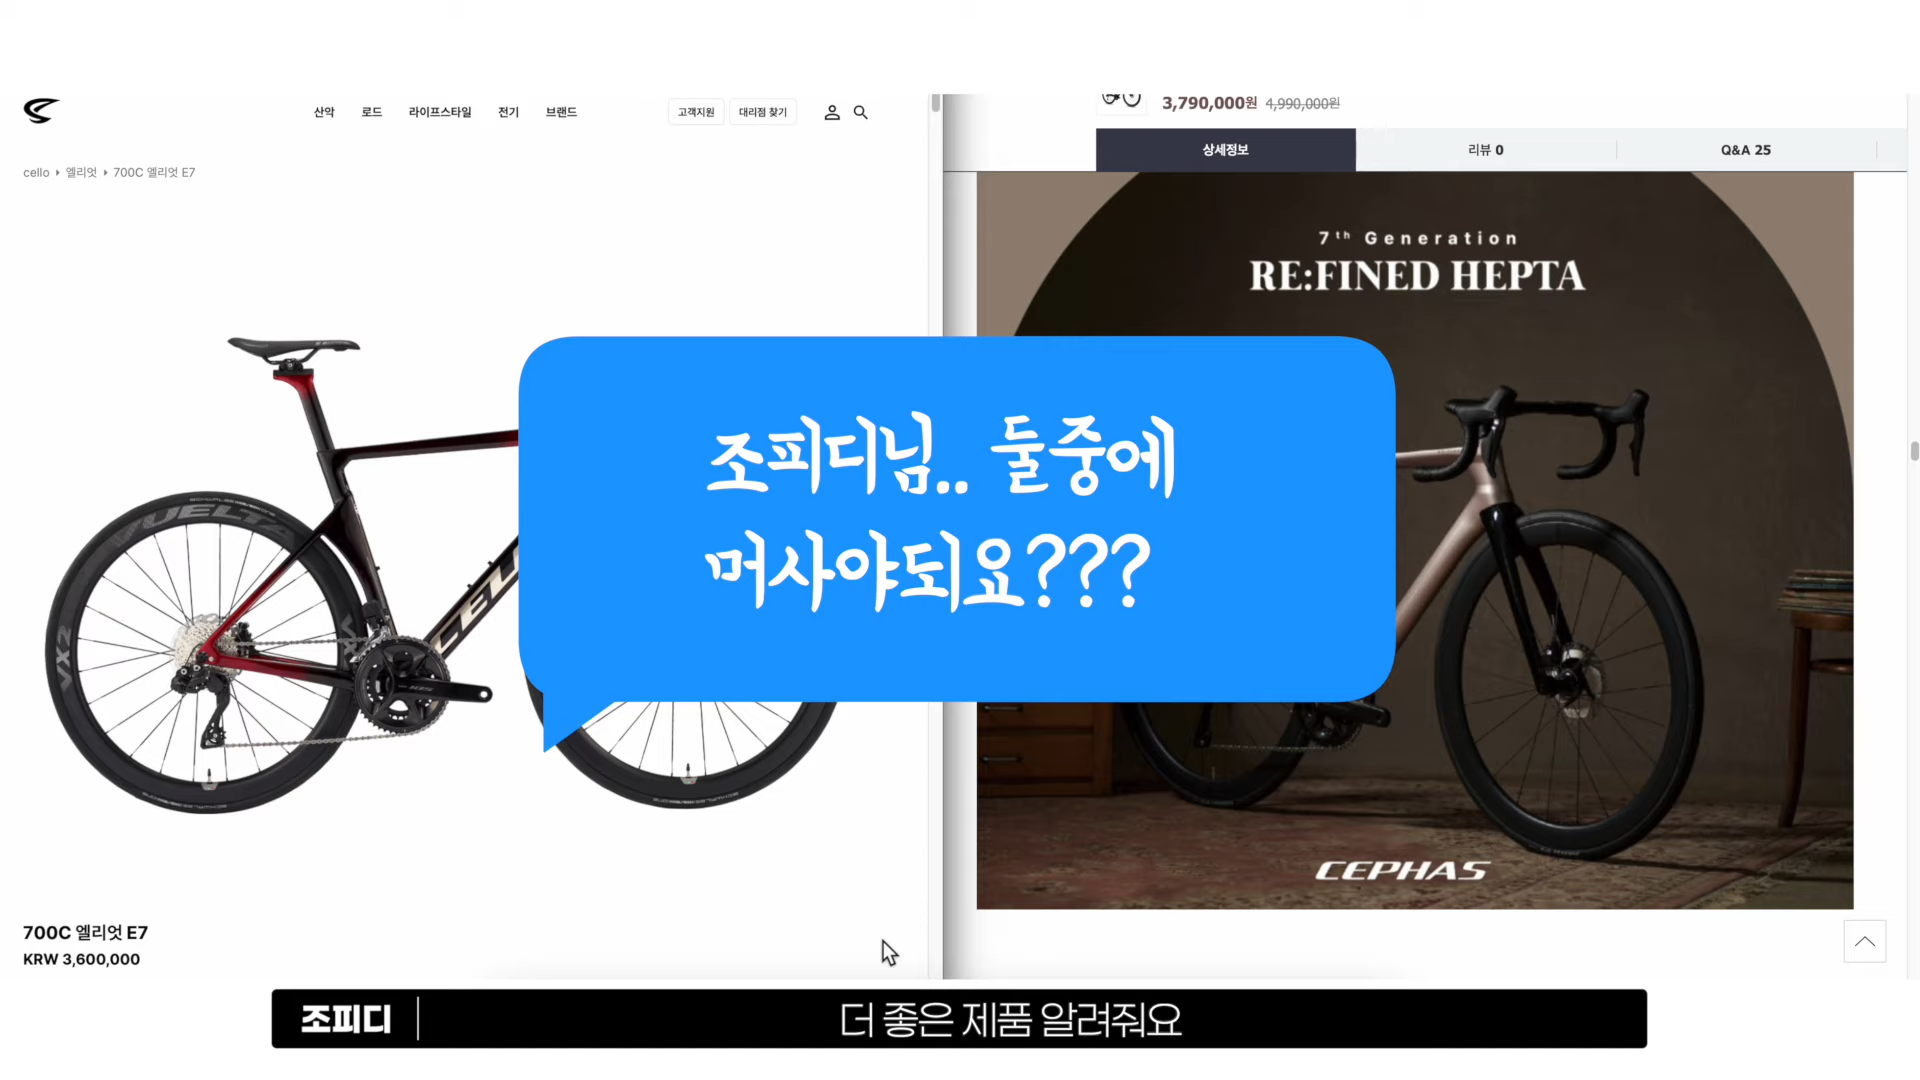 산악 로드 라이프스타일 전기 브랜드 고객지원 대리점 찾기
cello 엘리엇 700C 엘리엇 E7
VUELTA
VX2
700C 엘리엇 E7
KRW 3,600,000
3,790,000원 4,990,000원
상세정보 리뷰 0 Q&A 25
7th Generation
RE:FINED HEPTA
CEPHAS
조피디님.. 둘중에
머사야되요???
조피디 더 좋은 제품 알려줘요